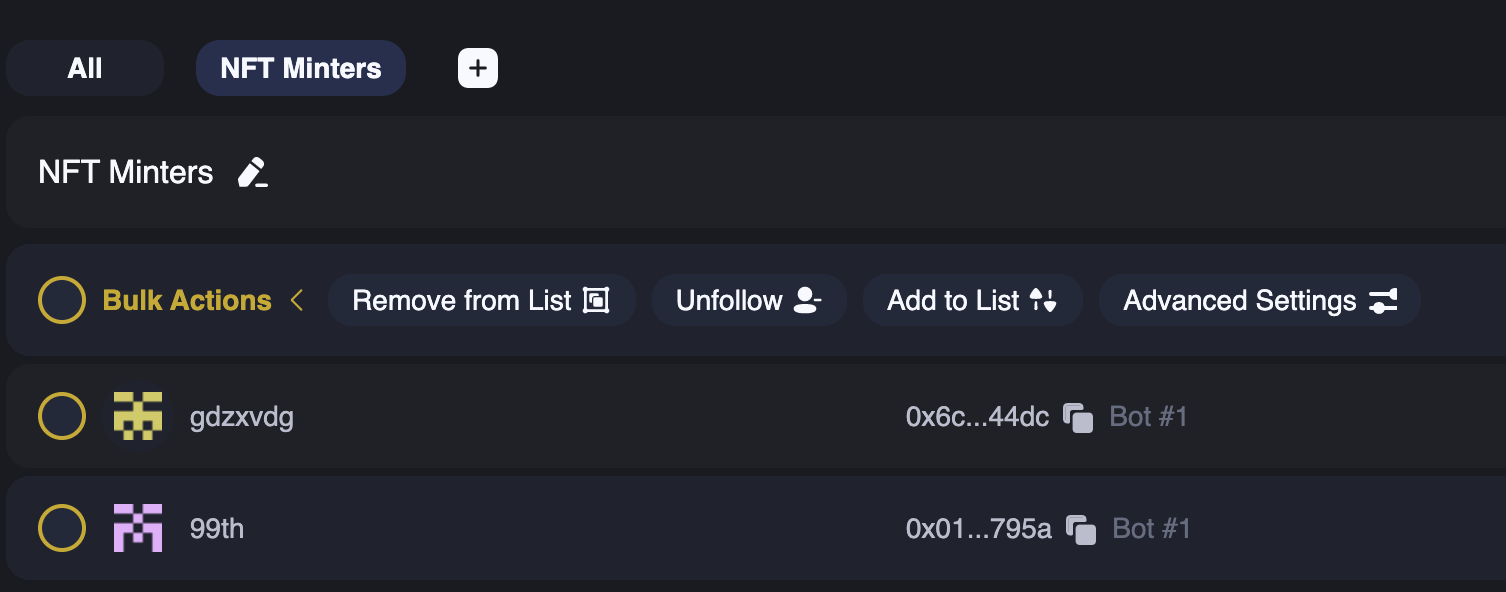 All NFT Minters +
NFT Minters
Bulk Actions < Remove from List Unfollow Add to List Advanced Settings
gdzxvdg 0x6c...44dc Bot #1
99th 0x01...795a Bot #1